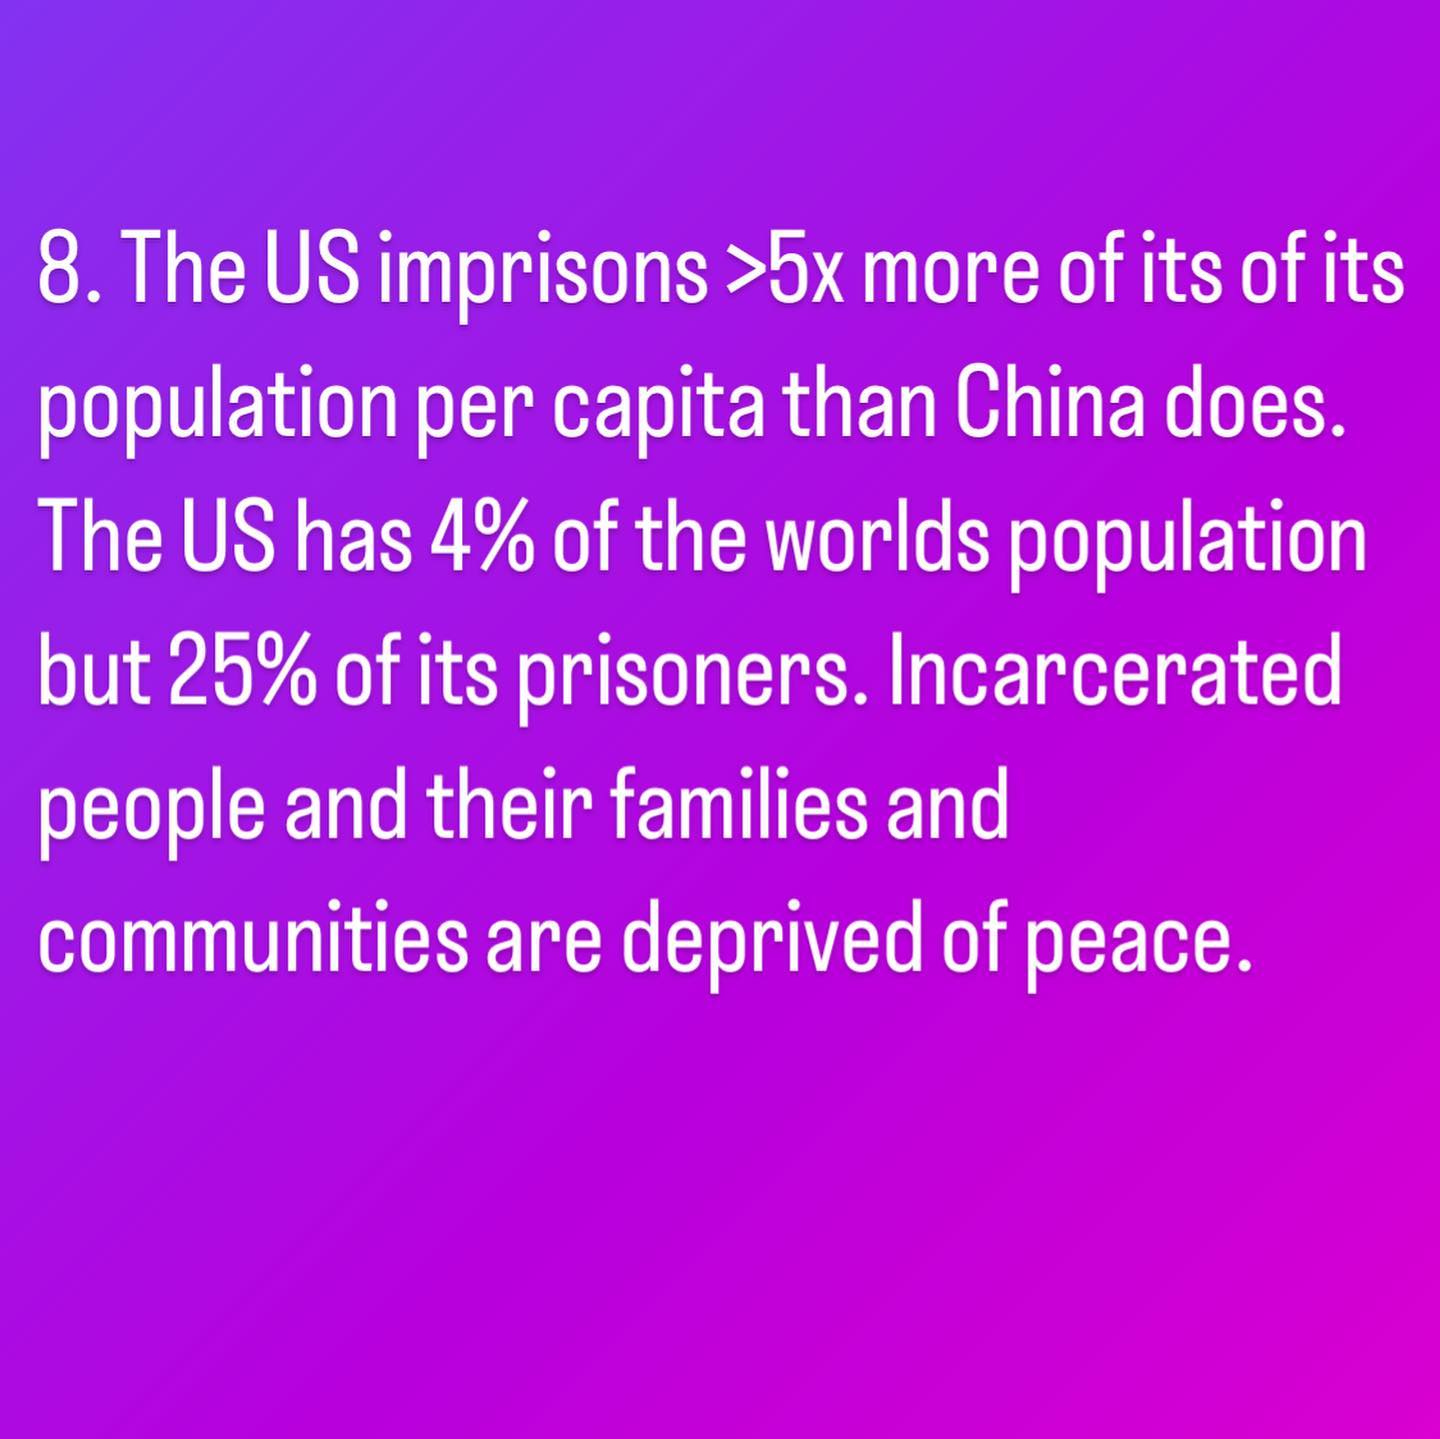 8. The US imprisons >5x more of its of its
population per capita than China does.
The US has 4% of the worlds population
but 25% of its prisoners. Incarcerated
people and their families and
communities are deprived of peace.